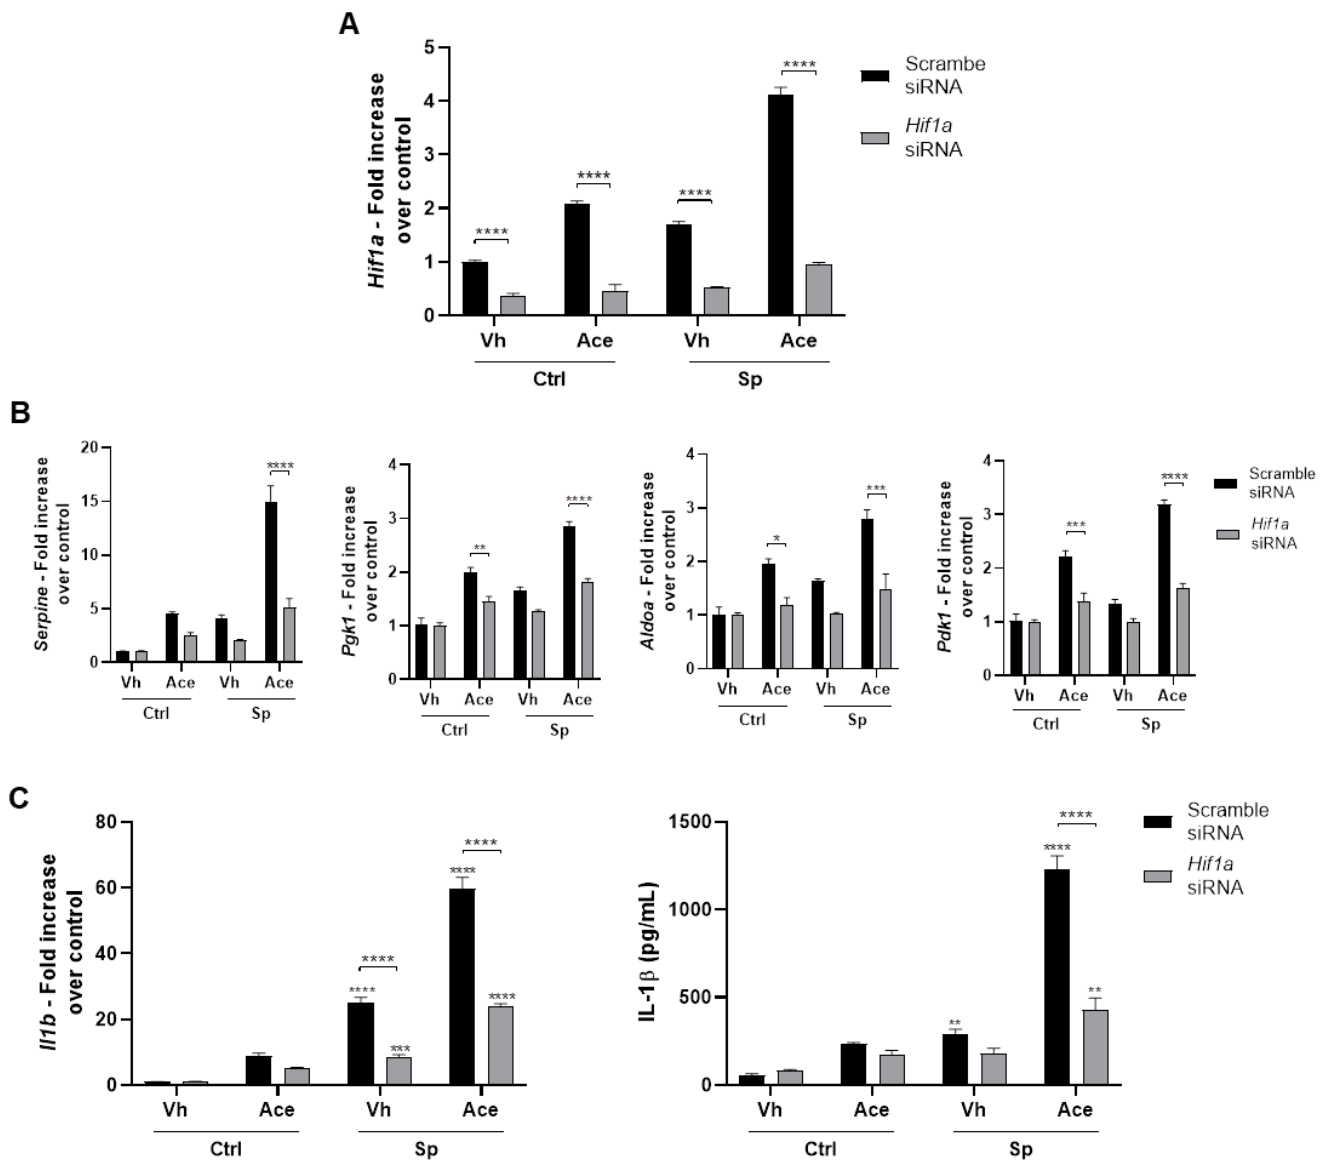 A
Hif1a - Fold increase
over control
5
4
3
2
1
0
****
****
****
****
Scrambe
siRNA
Hif1a
siRNA
Vh Ace Vh Ace
Ctrl Sp
B
Serpine - Fold increase
over control
20
15
10
5
0
****
Vh Ace Vh Ace
Ctrl Sp
Pgk1 - Fold increase
over control
4
3
2
1
0
**
****
Vh Ace Vh Ace
Ctrl Sp
Aldoa - Fold increase
over control
4
3
2
1
0
*
***
Vh Ace Vh Ace
Ctrl Sp
Pdk1 - Fold increase
over control
4
3
2
1
0
***
****
Vh Ace Vh Ace
Ctrl Sp
Scramble
siRNA
Hif1a
siRNA
C
Il1b - Fold increase
over control
80
60
40
20
0
****
****
***
****
****
****
Vh Ace Vh Ace
Ctrl Sp
IL-1β (pg/mL)
1500
1000
500
0
**
****
****
**
Vh Ace Vh Ace
Ctrl Sp
Scramble
siRNA
Hif1a
siRNA